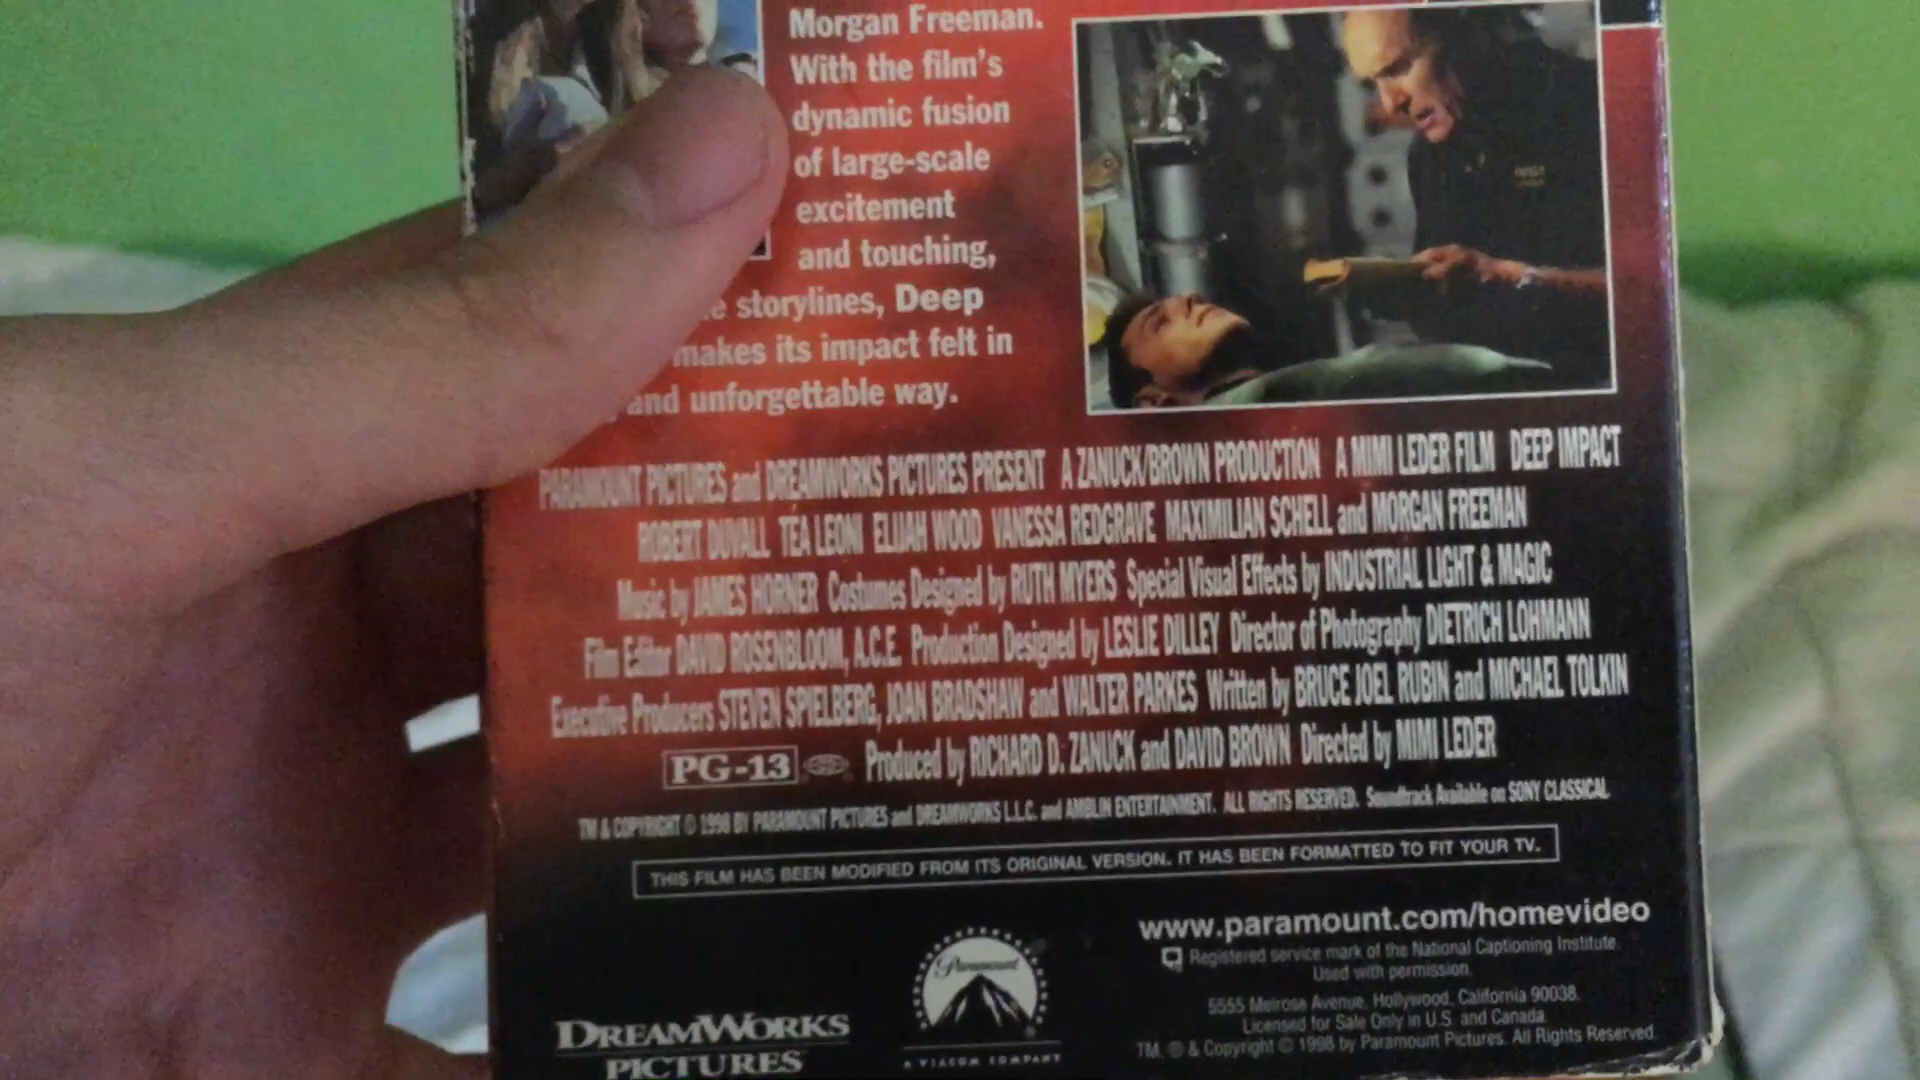 Morgan Freeman.
With the film's
dynamic fusion
of large-scale
excitement
and touching,
storylines, Deep
makes its impact felt in
and unforgettable way.
PARAMOUNT PICTURES and DREAMWORKS PICTURES PRESENT A ZANUCK/BROWN PRODUCTION A MIMI LEDER FILM DEEP IMPACT
ROBERT DUVALL TEA LEONI ELIJAH WOOD VANESSA REDGRAVE MAXIMILIAN SCHELL and MORGAN FREEMAN
Music by JAMES HORNER Costumes Designed by RUTH MYERS Special Visual Effects by INDUSTRIAL LIGHT & MAGIC
Film Editor DAVID ROSENBLOOM, A.C.E. Production Designed by LESLIE DILLEY Director of Photography DIETRICH LOHMANN
Executive Producers STEVEN SPIELBERG, JOAN BRADSHAW and WALTER PARKES Written by BRUCE JOEL RUBIN and MICHAEL TOLKIN
PG-13 Produced by RICHARD D. ZANUCK and DAVID BROWN Directed by MIMI LEDER
TM & COPYRIGHT © 1998 BY PARAMOUNT PICTURES and DREAMWORKS L.L.C. and AMBLIN ENTERTAINMENT. ALL RIGHTS RESERVED. Soundtrack Available on SONY CLASSICAL
THIS FILM HAS BEEN MODIFIED FROM ITS ORIGINAL VERSION. IT HAS BEEN FORMATTED TO FIT YOUR TV.
www.paramount.com/homevideo
Registered service mark of the National Captioning Institute.
Used with permission.
5555 Melrose Avenue, Hollywood, California 90038.
Licensed for Sale Only in U.S. and Canada.
TM, ® & Copyright © 1998 by Paramount Pictures. All Rights Reserved.
Paramount
A VIACOM COMPANY
DREAMWORKS
PICTURES